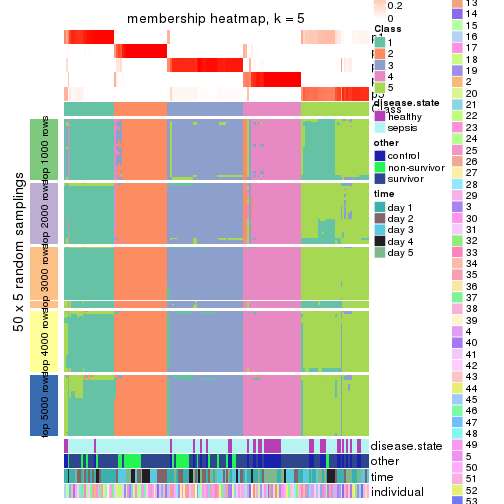 membership heatmap, k = 5
50 x 5 random samplings
top 1000 rows
top 2000 rows
top 3000 rows
top 4000 rows
top 5000 rows
p1
Class
disease.state
other
time
individual
0.2
0
Class
1
2
3
4
5
disease.state
healthy
sepsis
other
control
non-survivor
survivor
time
day 1
day 2
day 3
day 4
day 5
13
14
15
16
17
18
19
2
20
21
22
23
24
25
26
27
28
29
3
30
31
32
33
34
35
36
37
38
39
4
40
41
42
43
44
45
46
47
48
49
5
50
51
52
53